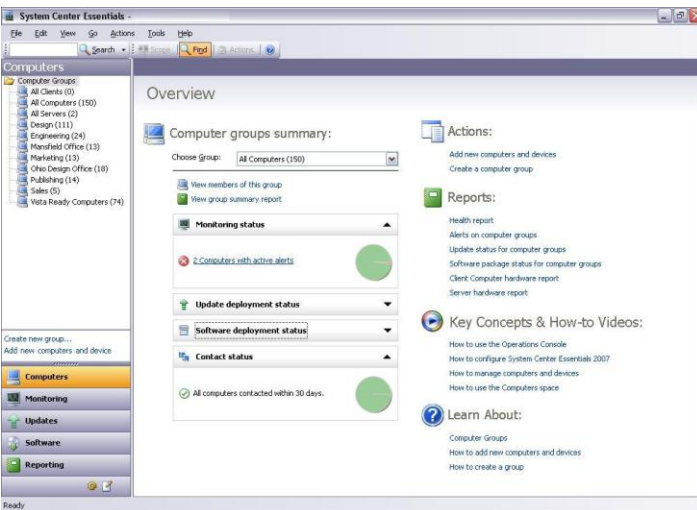 System Center Essentials -
File Edit View Go Actions Tools Help
Search Scope Find Actions
Computers
Computer Groups
All Clients (0)
All Computers (150)
All Servers (2)
Design (111)
Engineering (24)
Mansfield Office (13)
Marketing (13)
Ohio Design Office (18)
Publishing (14)
Sales (5)
Vista Ready Computers (74)
Create new group...
Add new computers and device
Computers
Monitoring
Updates
Software
Reporting
Overview
Computer groups summary:
Choose Group: All Computers (150)
View members of this group
View group summary report
Monitoring status
2 Computers with active alerts
Update deployment status
Software deployment status
Contact status
All computers contacted within 30 days.
Actions:
Add new computers and devices
Create a computer group
Reports:
Health report
Alerts on computer groups
Update status for computer groups
Software package status for computer groups
Client Computer hardware report
Server hardware report
Key Concepts & How-to Videos:
How to use the Operations Console
How to configure System Center Essentials 2007
How to manage computers and devices
How to use the Computers space
Learn About:
Computer Groups
How to add new computers and devices
How to create a group
Ready